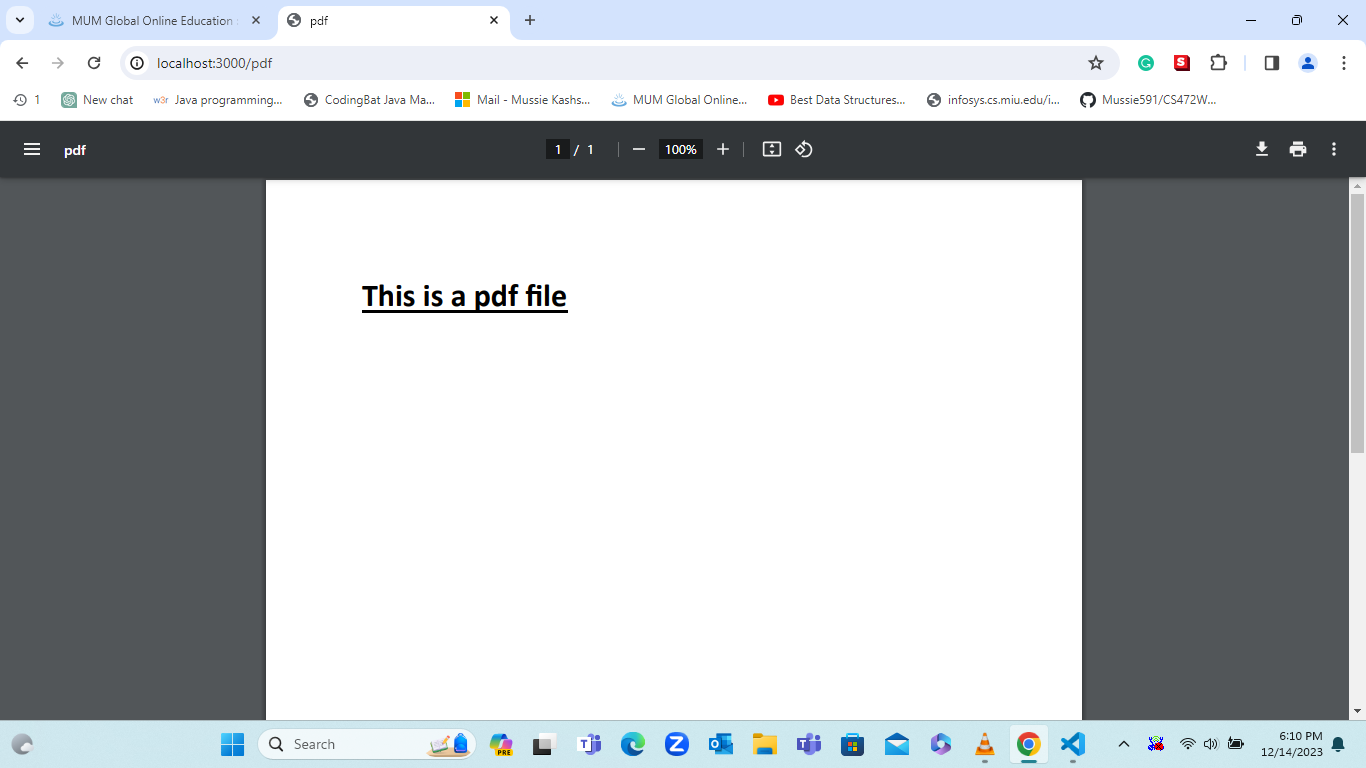 MUM Global Online Education
pdf
localhost:3000/pdf
1
New chat
w3r
Java programming...
CodingBat Java Ma...
Mail - Mussie Kashs...
MUM Global Online...
Best Data Structures...
infosys.cs.miu.edu/i...
Mussie591/CS472W...
pdf
1 / 1
100%
This is a pdf file
Search
PRE
6:10 PM
12/14/2023